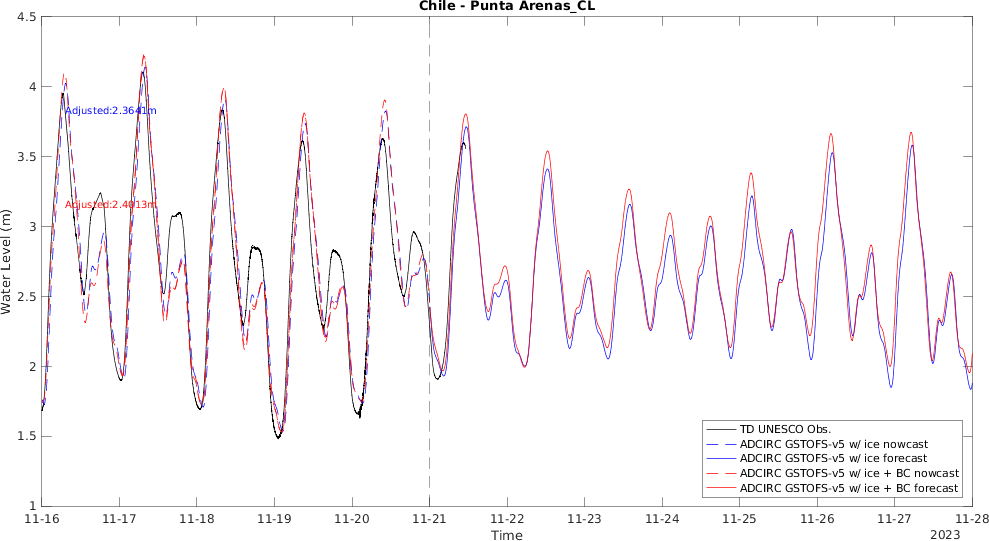 Chile - Punta Arenas_CL
4.5
4
3.5
3
2.5
2
1.5
1
Water Level (m)
Adjusted:2.3641m
Adjusted:2.4013m
TD UNESCO Obs.
ADCIRC GSTOFS-v5 w/ ice nowcast
ADCIRC GSTOFS-v5 w/ ice forecast
ADCIRC GSTOFS-v5 w/ ice + BC nowcast
ADCIRC GSTOFS-v5 w/ ice + BC forecast
11-16 11-17 11-18 11-19 11-20 11-21 11-22 11-23 11-24 11-25 11-26 11-27 11-28
Time
2023